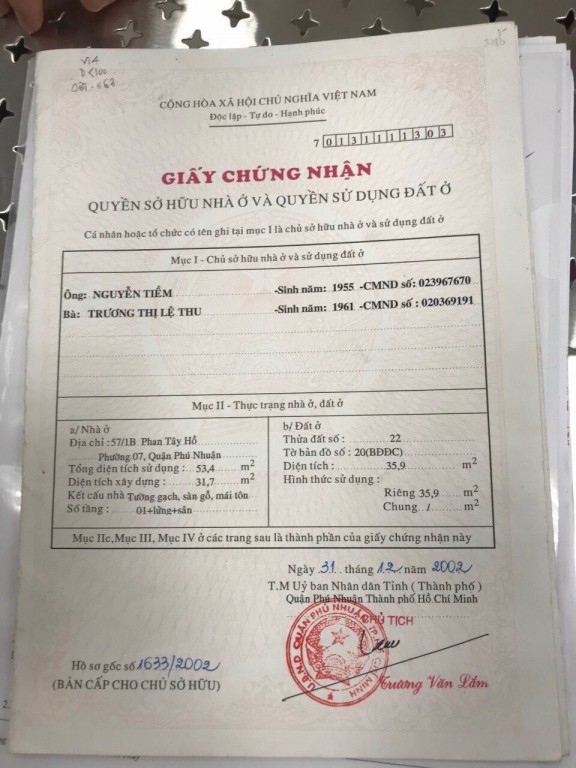 CỘNG HÒA XÃ HỘI CHỦ NGHĨA VIỆT NAM
Độc lập - Tự do - Hạnh phúc
7 0 1 3 1 1 1 1 3 0 3
GIẤY CHỨNG NHẬN
QUYỀN SỞ HỮU NHÀ Ở VÀ QUYỀN SỬ DỤNG ĐẤT Ở
Cá nhân hoặc tổ chức có tên ghi tại mục I là chủ sở hữu nhà ở và sử dụng đất ở
Mục I - Chủ sở hữu nhà ở và sử dụng đất ở
Ông: NGUYỄN TIỀM -Sinh năm: 1955 -CMND số: 023967670
Bà: TRƯƠNG THỊ LỆ THU -Sinh năm: 1961 -CMND số: 020369191
Mục II - Thực trạng nhà ở, đất ở
a/ Nhà ở
Địa chỉ :57/1B Phan Tây Hồ
Phường 07, Quận Phú Nhuận
Tổng diện tích sử dụng : 53,4 m2
Diện tích xây dựng : 31,7 m2
Kết cấu nhà Tường gạch, sàn gỗ, mái tôn
Số tầng : 01+lửng+sân
b/ Đất ở
Thửa đất số : 22
Tờ bản đồ số : 20(BĐĐC)
Diện tích : 35,9 m2
Hình thức sử dụng :
Riêng 35,9 m2
Chung / m2
Mục IIc,Mục III, Mục IV ở các trang sau là thành phần của giấy chứng nhận này
Ngày 31 tháng 12 năm 2002
T.M Uỷ ban Nhân dân Tỉnh ( Thành phố )
Quận Phú Nhuận Thành phố Hồ Chí Minh
CHỦ TỊCH
U.B.N.D QUẬN PHÚ NHUẬN TP. HỒ CHÍ MINH
Trương Văn Lắm
Hồ sơ gốc số 1633/2002
(BẢN CẤP CHO CHỦ SỞ HỮU)